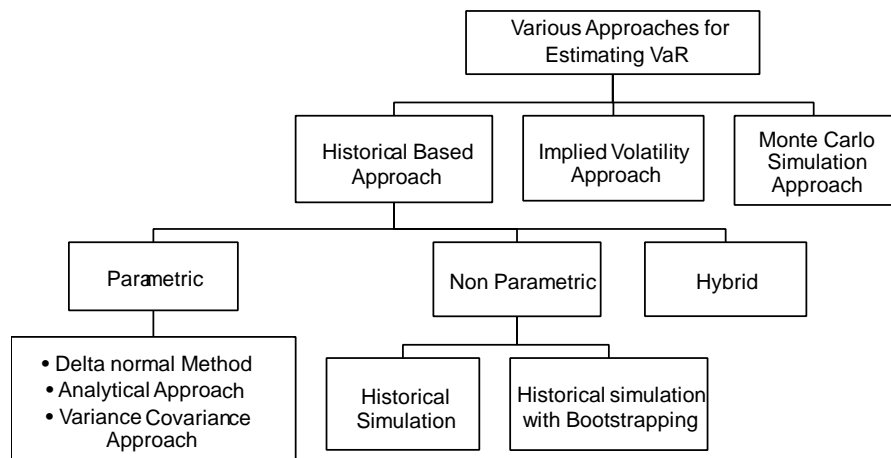 Various Approaches for
Estimating VaR
Historical Based
Approach
Implied Volatility
Approach
Monte Carlo
Simulation
Approach
Parametric
Non Parametric
Hybrid
• Delta normal Method
• Analytical Approach
• Variance Covariance
Approach
Historical
Simulation
Historical simulation
with Bootstrapping